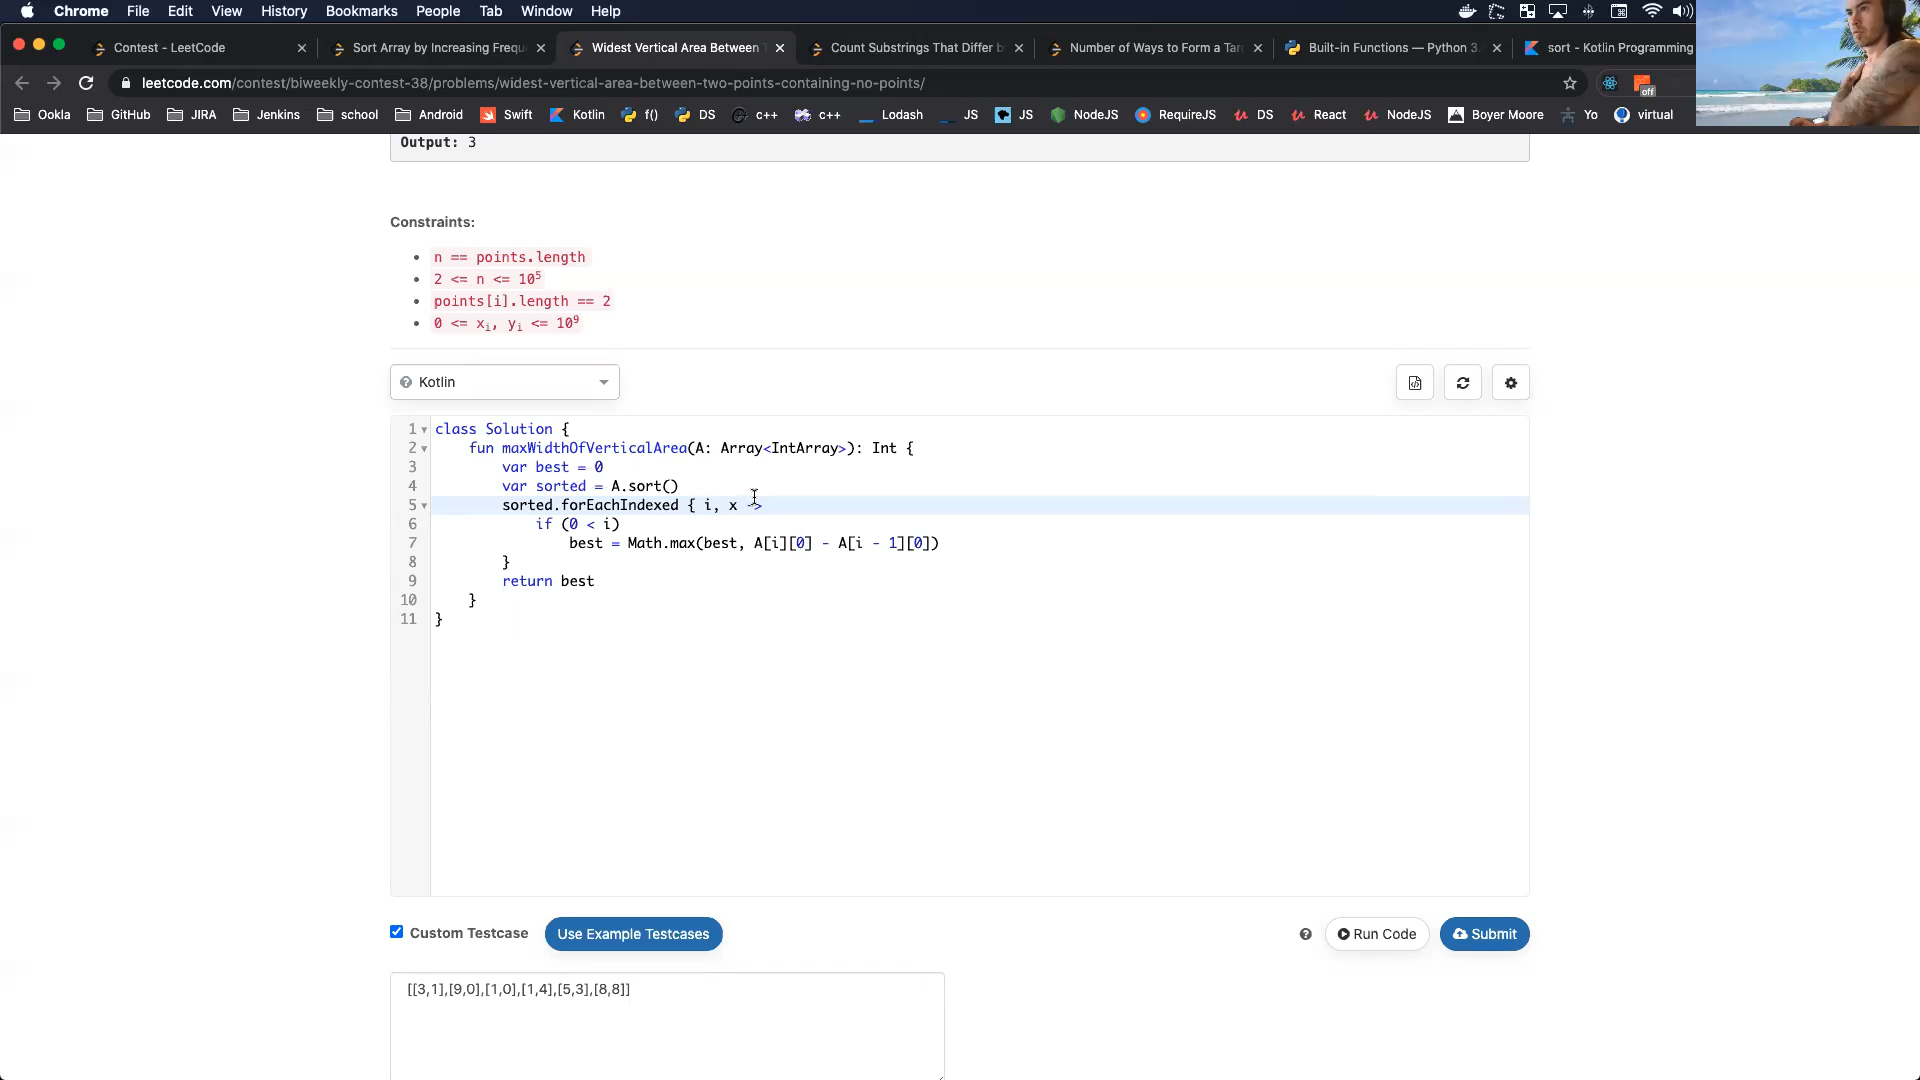 Chrome File Edit View History Bookmarks People Tab Window Help
Contest - LeetCode
Sort Array by Increasing Frequ
Widest Vertical Area Between T
Count Substrings That Differ b
Number of Ways to Form a Tar
Built-in Functions — Python 3.
sort - Kotlin Programming
leetcode.com/contest/biweekly-contest-38/problems/widest-vertical-area-between-two-points-containing-no-points/
off
Ookla GitHub JIRA Jenkins school Android Swift Kotlin f() DS c++ c++ Lodash JS JS NodeJS RequireJS DS React NodeJS Boyer Moore Yo virtual
Output: 3
Constraints:
n == points.length
2 <= n <= 10⁵
points[i].length == 2
0 <= xᵢ, yᵢ <= 10⁹
Kotlin
1 class Solution {
2 fun maxWidthOfVerticalArea(A: Array<IntArray>): Int {
3 var best = 0
4 var sorted = A.sort()
5 sorted.forEachIndexed { i, x ->
6 if (0 < i)
7 best = Math.max(best, A[i][0] - A[i - 1][0])
8 }
9 return best
10 }
11 }
Custom Testcase
Use Example Testcases
Run Code
Submit
[[3,1],[9,0],[1,0],[1,4],[5,3],[8,8]]